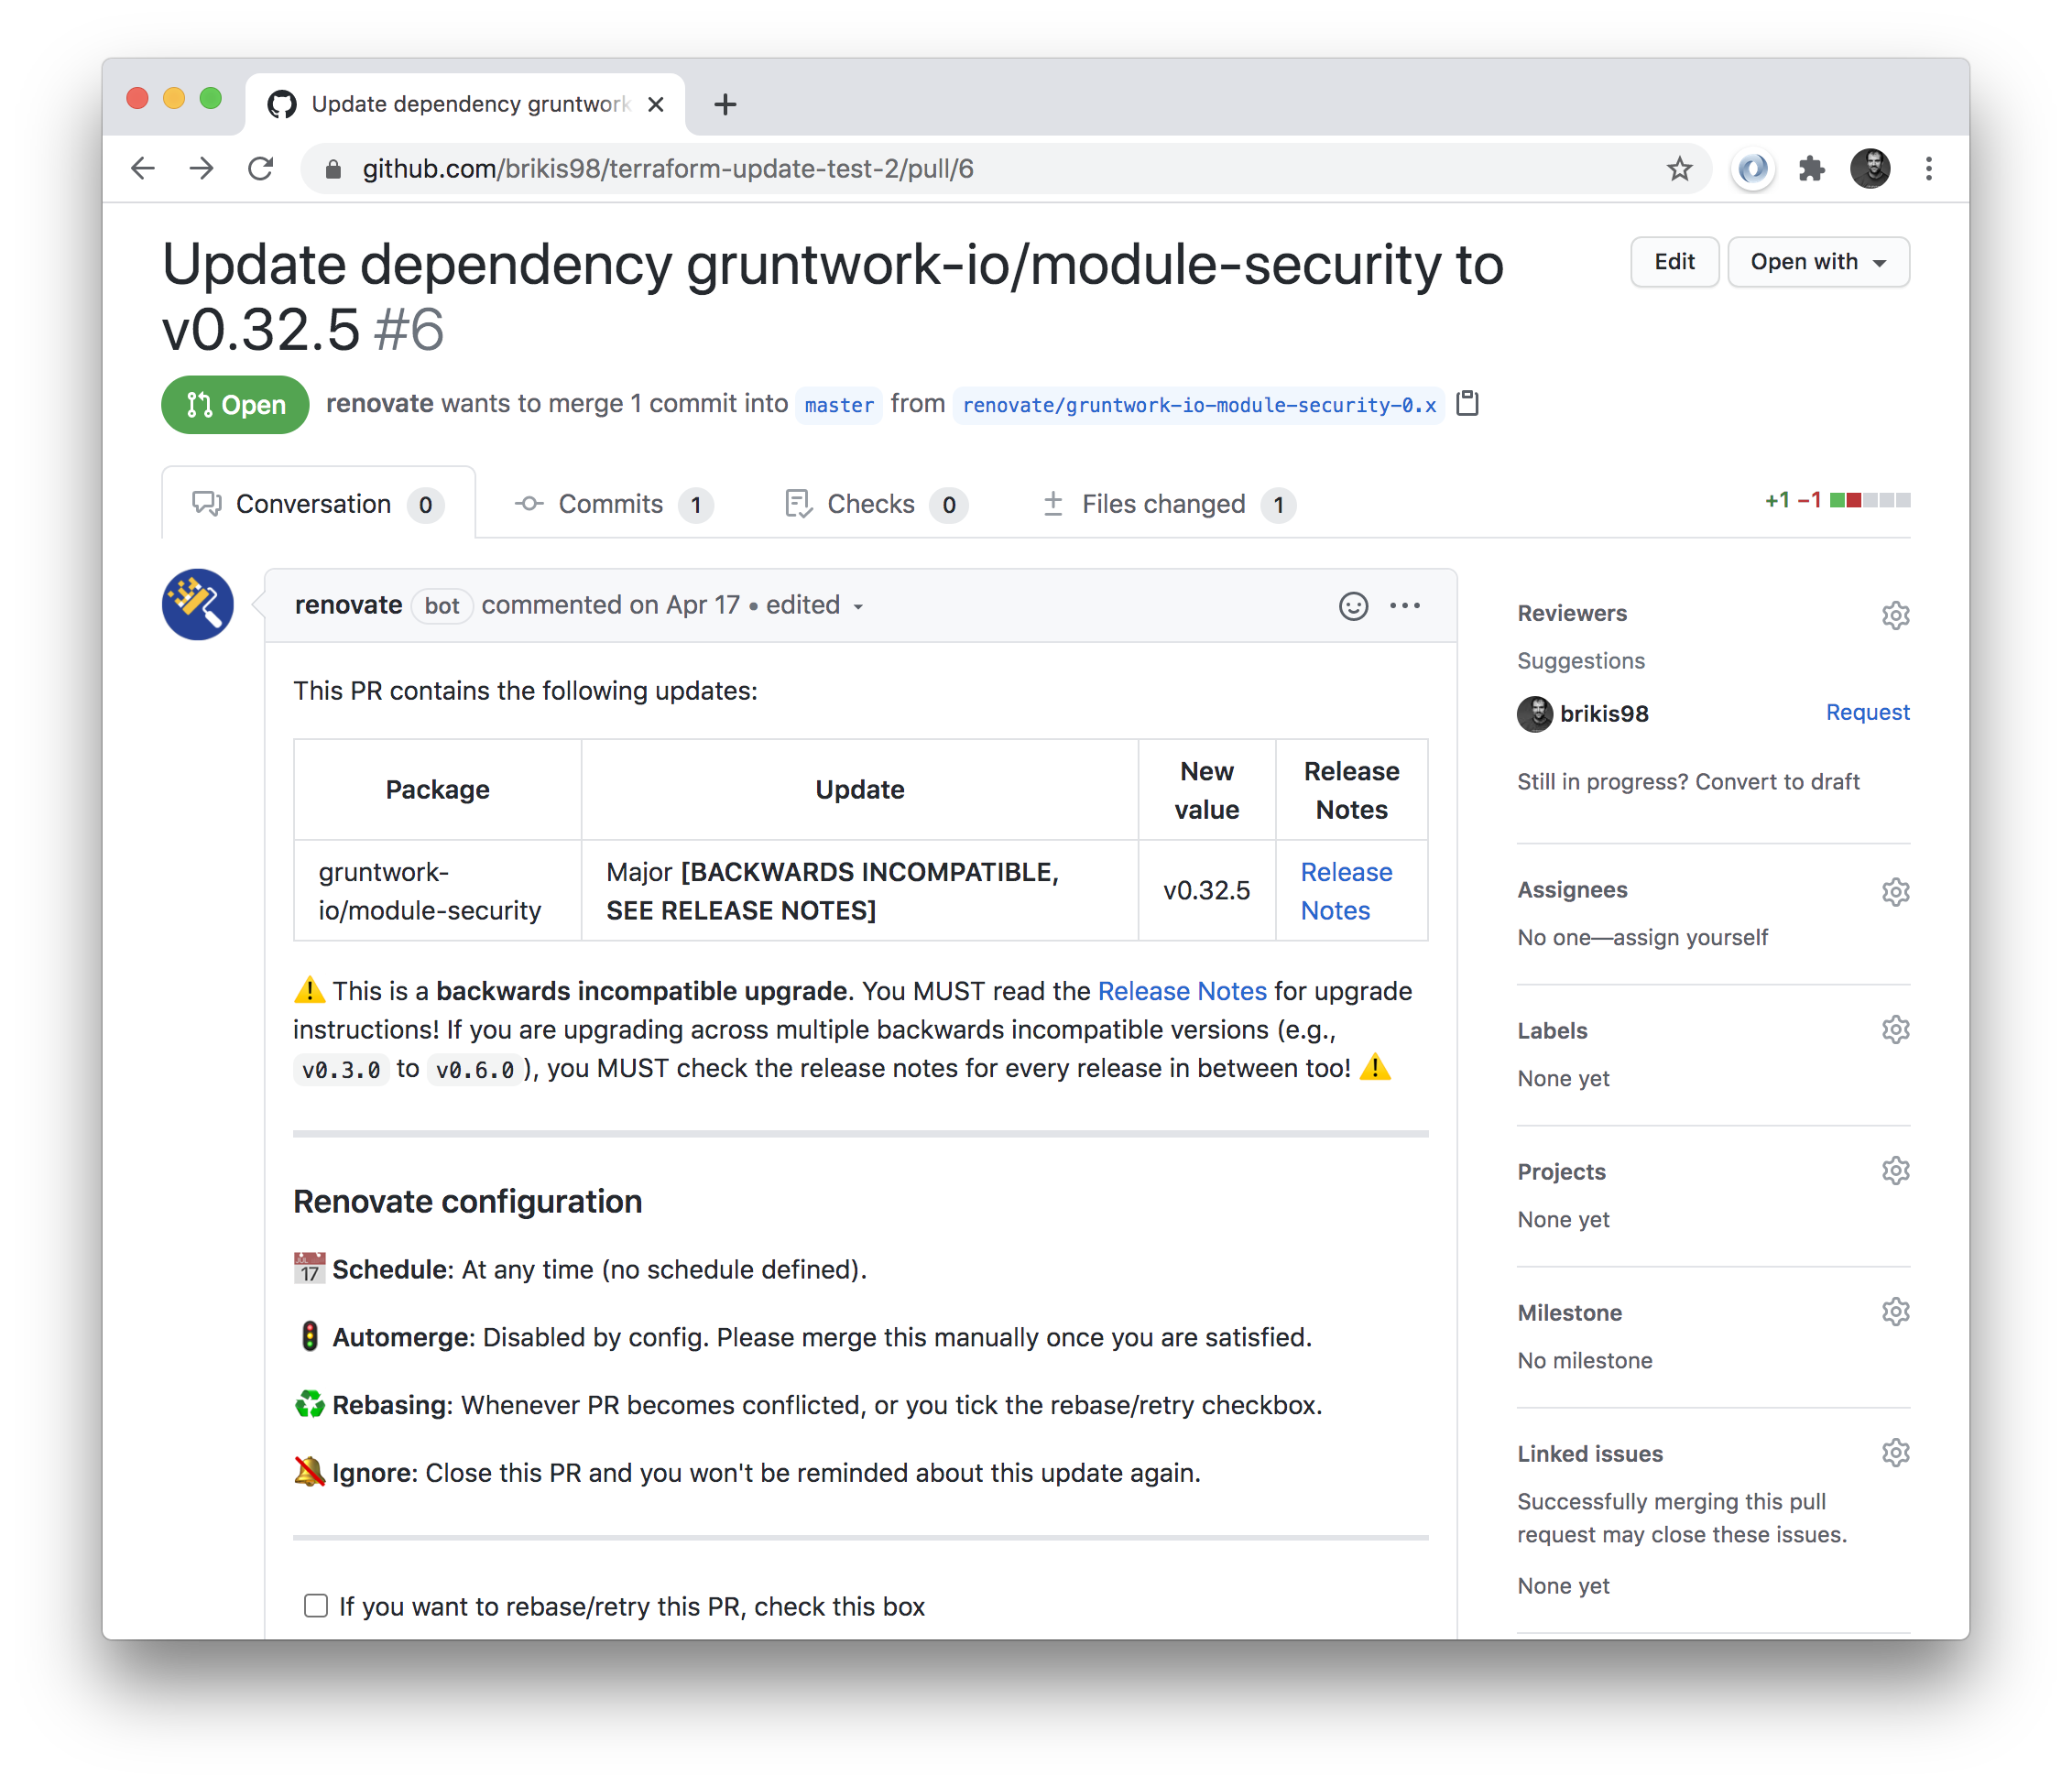 Update dependency gruntwork
github.com/brikis98/terraform-update-test-2/pull/6
Update dependency gruntwork-io/module-security to
v0.32.5 #6
Edit
Open with
Open
renovate wants to merge 1 commit into master from renovate/gruntwork-io-module-security-0.x
Conversation 0
Commits 1
Checks 0
Files changed 1
+1 −1
renovate bot commented on Apr 17 • edited
This PR contains the following updates:
Package
Update
New
value
Release
Notes
gruntwork-
io/module-security
Major [BACKWARDS INCOMPATIBLE,
SEE RELEASE NOTES]
v0.32.5
Release
Notes
⚠️ This is a backwards incompatible upgrade. You MUST read the Release Notes for upgrade
instructions! If you are upgrading across multiple backwards incompatible versions (e.g.,
v0.3.0 to v0.6.0), you MUST check the release notes for every release in between too! ⚠️
Renovate configuration
📅 Schedule: At any time (no schedule defined).
🚦 Automerge: Disabled by config. Please merge this manually once you are satisfied.
♻️ Rebasing: Whenever PR becomes conflicted, or you tick the rebase/retry checkbox.
🔕 Ignore: Close this PR and you won't be reminded about this update again.
If you want to rebase/retry this PR, check this box
Reviewers
Suggestions
brikis98
Request
Still in progress? Convert to draft
Assignees
No one—assign yourself
Labels
None yet
Projects
None yet
Milestone
No milestone
Linked issues
Successfully merging this pull
request may close these issues.
None yet